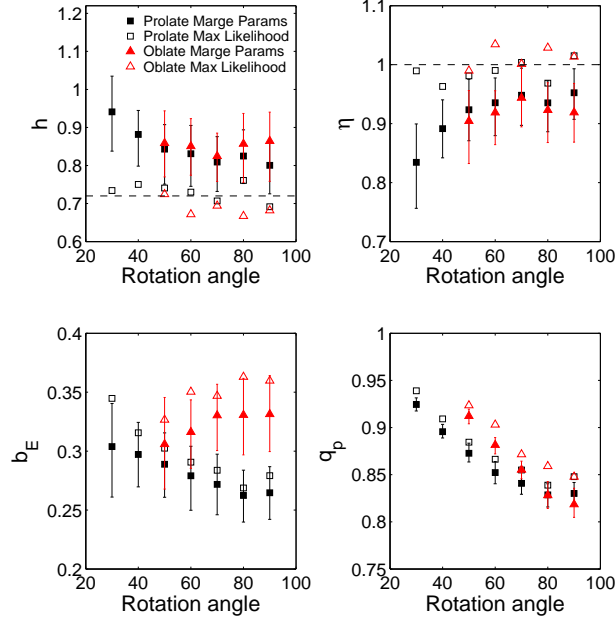 1.2
1.1
1
0.9
0.8
0.7
0.6
h
Prolate Marge Params
Prolate Max Likelihood
Oblate Marge Params
Oblate Max Likelihood
20 40 60 80 100
Rotation angle
1.1
1
0.9
0.8
0.7
η
20 40 60 80 100
Rotation angle
0.4
0.35
0.3
0.25
0.2
b_E
20 40 60 80 100
Rotation angle
1
0.95
0.9
0.85
0.8
0.75
q_p
20 40 60 80 100
Rotation angle